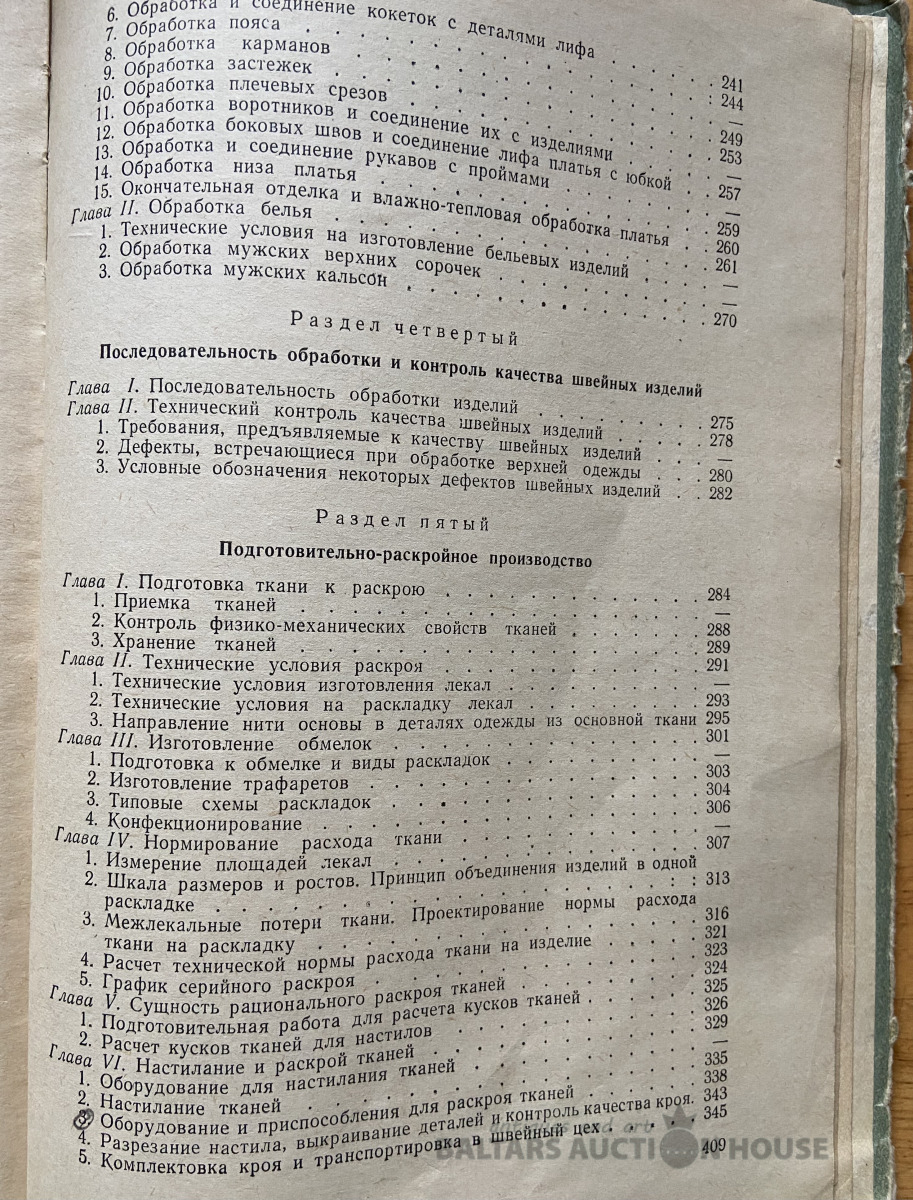 6. Обработка и соединение кокеток с деталями лифа . . . . 241
7. Обработка пояса . . . . . . . . . : 244
8. Обработка карманов . . . . . . . . . —
9. Обработка застежек . . . . . . . . . 249
10. Обработка плечевых срезов . . . . . . . . 253
11. Обработка воротников и соединение их с изделиями . . . . —
12. Обработка боковых швов и соединение лифа платья с юбкой . . 257
13. Обработка и соединение рукавов с проймами . . . . . —
14. Обработка низа платья . . . . . . . . 259
15. Окончательная отделка и влажно-тепловая обработка платья . . 260
Глава II. Обработка белья . . . . . . . . . 261
1. Технические условия на изготовление бельевых изделий . . . . —
2. Обработка мужских верхних сорочек . . . . . . —
3. Обработка мужских кальсон . . . . . . . . 270
Раздел четвертый
Последовательность обработки и контроль качества швейных изделий
Глава I. Последовательность обработки изделий . . . . . . 275
Глава II. Технический контроль качества швейных изделий . . . . . 278
1. Требования, предъявляемые к качеству швейных изделий . . . —
2. Дефекты, встречающиеся при обработке верхней одежды . . . 280
3. Условные обозначения некоторых дефектов швейных изделий . . 282
Раздел пятый
Подготовительно-раскройное производство
Глава I. Подготовка ткани к раскрою . . . . . . . . 284
1. Приемка тканей . . . . . . . . . . —
2. Контроль физико-механических свойств тканей . . . . . . 288
3. Хранение тканей . . . . . . . . . . 289
Глава II. Технические условия раскроя . . . . . . . . 291
1. Технические условия изготовления лекал . . . . . . . —
2. Технические условия на раскладку лекал . . . . . . 293
3. Направление нити основы в деталях одежды из основной ткани 295
Глава III. Изготовление обмелок . . . . . . . . . 301
1. Подготовка к обмелке и виды раскладок . . . . . . . —
2. Изготовление трафаретов . . . . . . . . . 303
3. Типовые схемы раскладок . . . . . . . . . 304
4. Конфекционирование . . . . . . . . . . 306
Глава IV. Нормирование расхода ткани . . . . . . . —
1. Измерение площадей лекал . . . . . . . . 307
2. Шкала размеров и ростов. Принцип объединения изделий в одной
раскладке . . . . . . . . . . . : : 313
3. Межлекальные потери ткани. Проектирование нормы расхода
ткани на раскладку . . . . . . . . . . 316
4. Расчет технической нормы расхода ткани на изделие . . . . 321
5. График серийного раскроя . . . . . . . . 323
Глава V. Сущность рационального раскроя тканей . . . . . . 324
1. Подготовительная работа для расчета кусков тканей . . . . . 325
2. Расчет кусков тканей для настилов . . . . . . . 326
Глава VI. Настилание и раскрой тканей . . . . . . . 329
1. Оборудование для настилания тканей . . . . . . . —
2. Настилание тканей . . . . . . . . . . 335
3. Оборудование и приспособления для раскроя тканей . . . . 338
4. Разрезание настила, выкраивание деталей и контроль качества кроя. 343
5. Комплектовка кроя и транспортировка в швейный цех . . . . 345
409
BALTARS AUCTION HOUSE